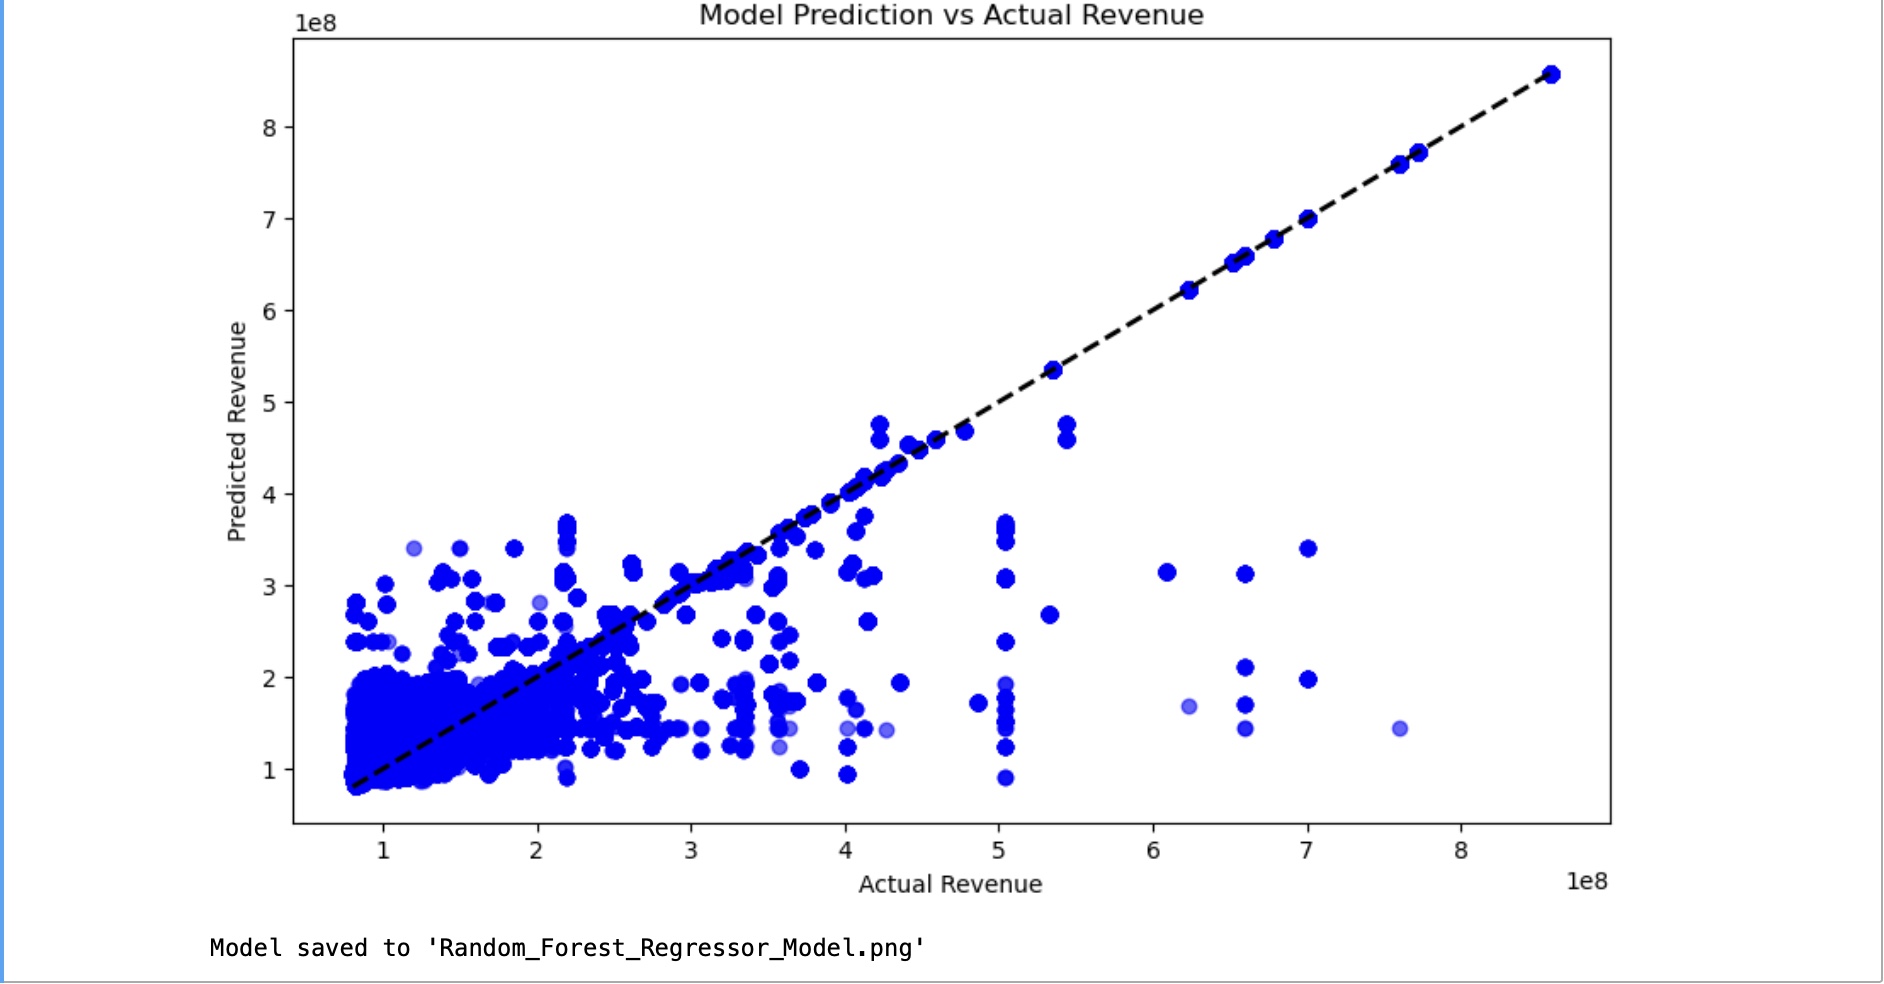 Model Prediction vs Actual Revenue
1e8
8
7
6
5
4
3
2
1
Predicted Revenue
1 2 3 4 5 6 7 8
Actual Revenue
1e8
Model saved to 'Random_Forest_Regressor_Model.png'